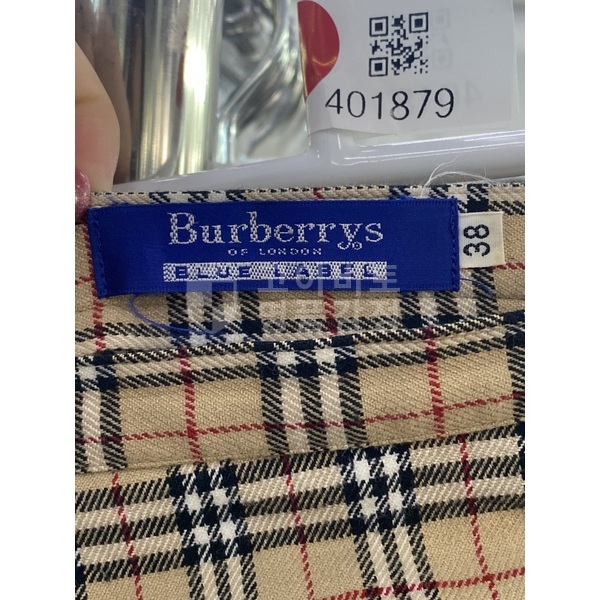 401879
Burberrys
OF LONDON
BLUE LABEL
38